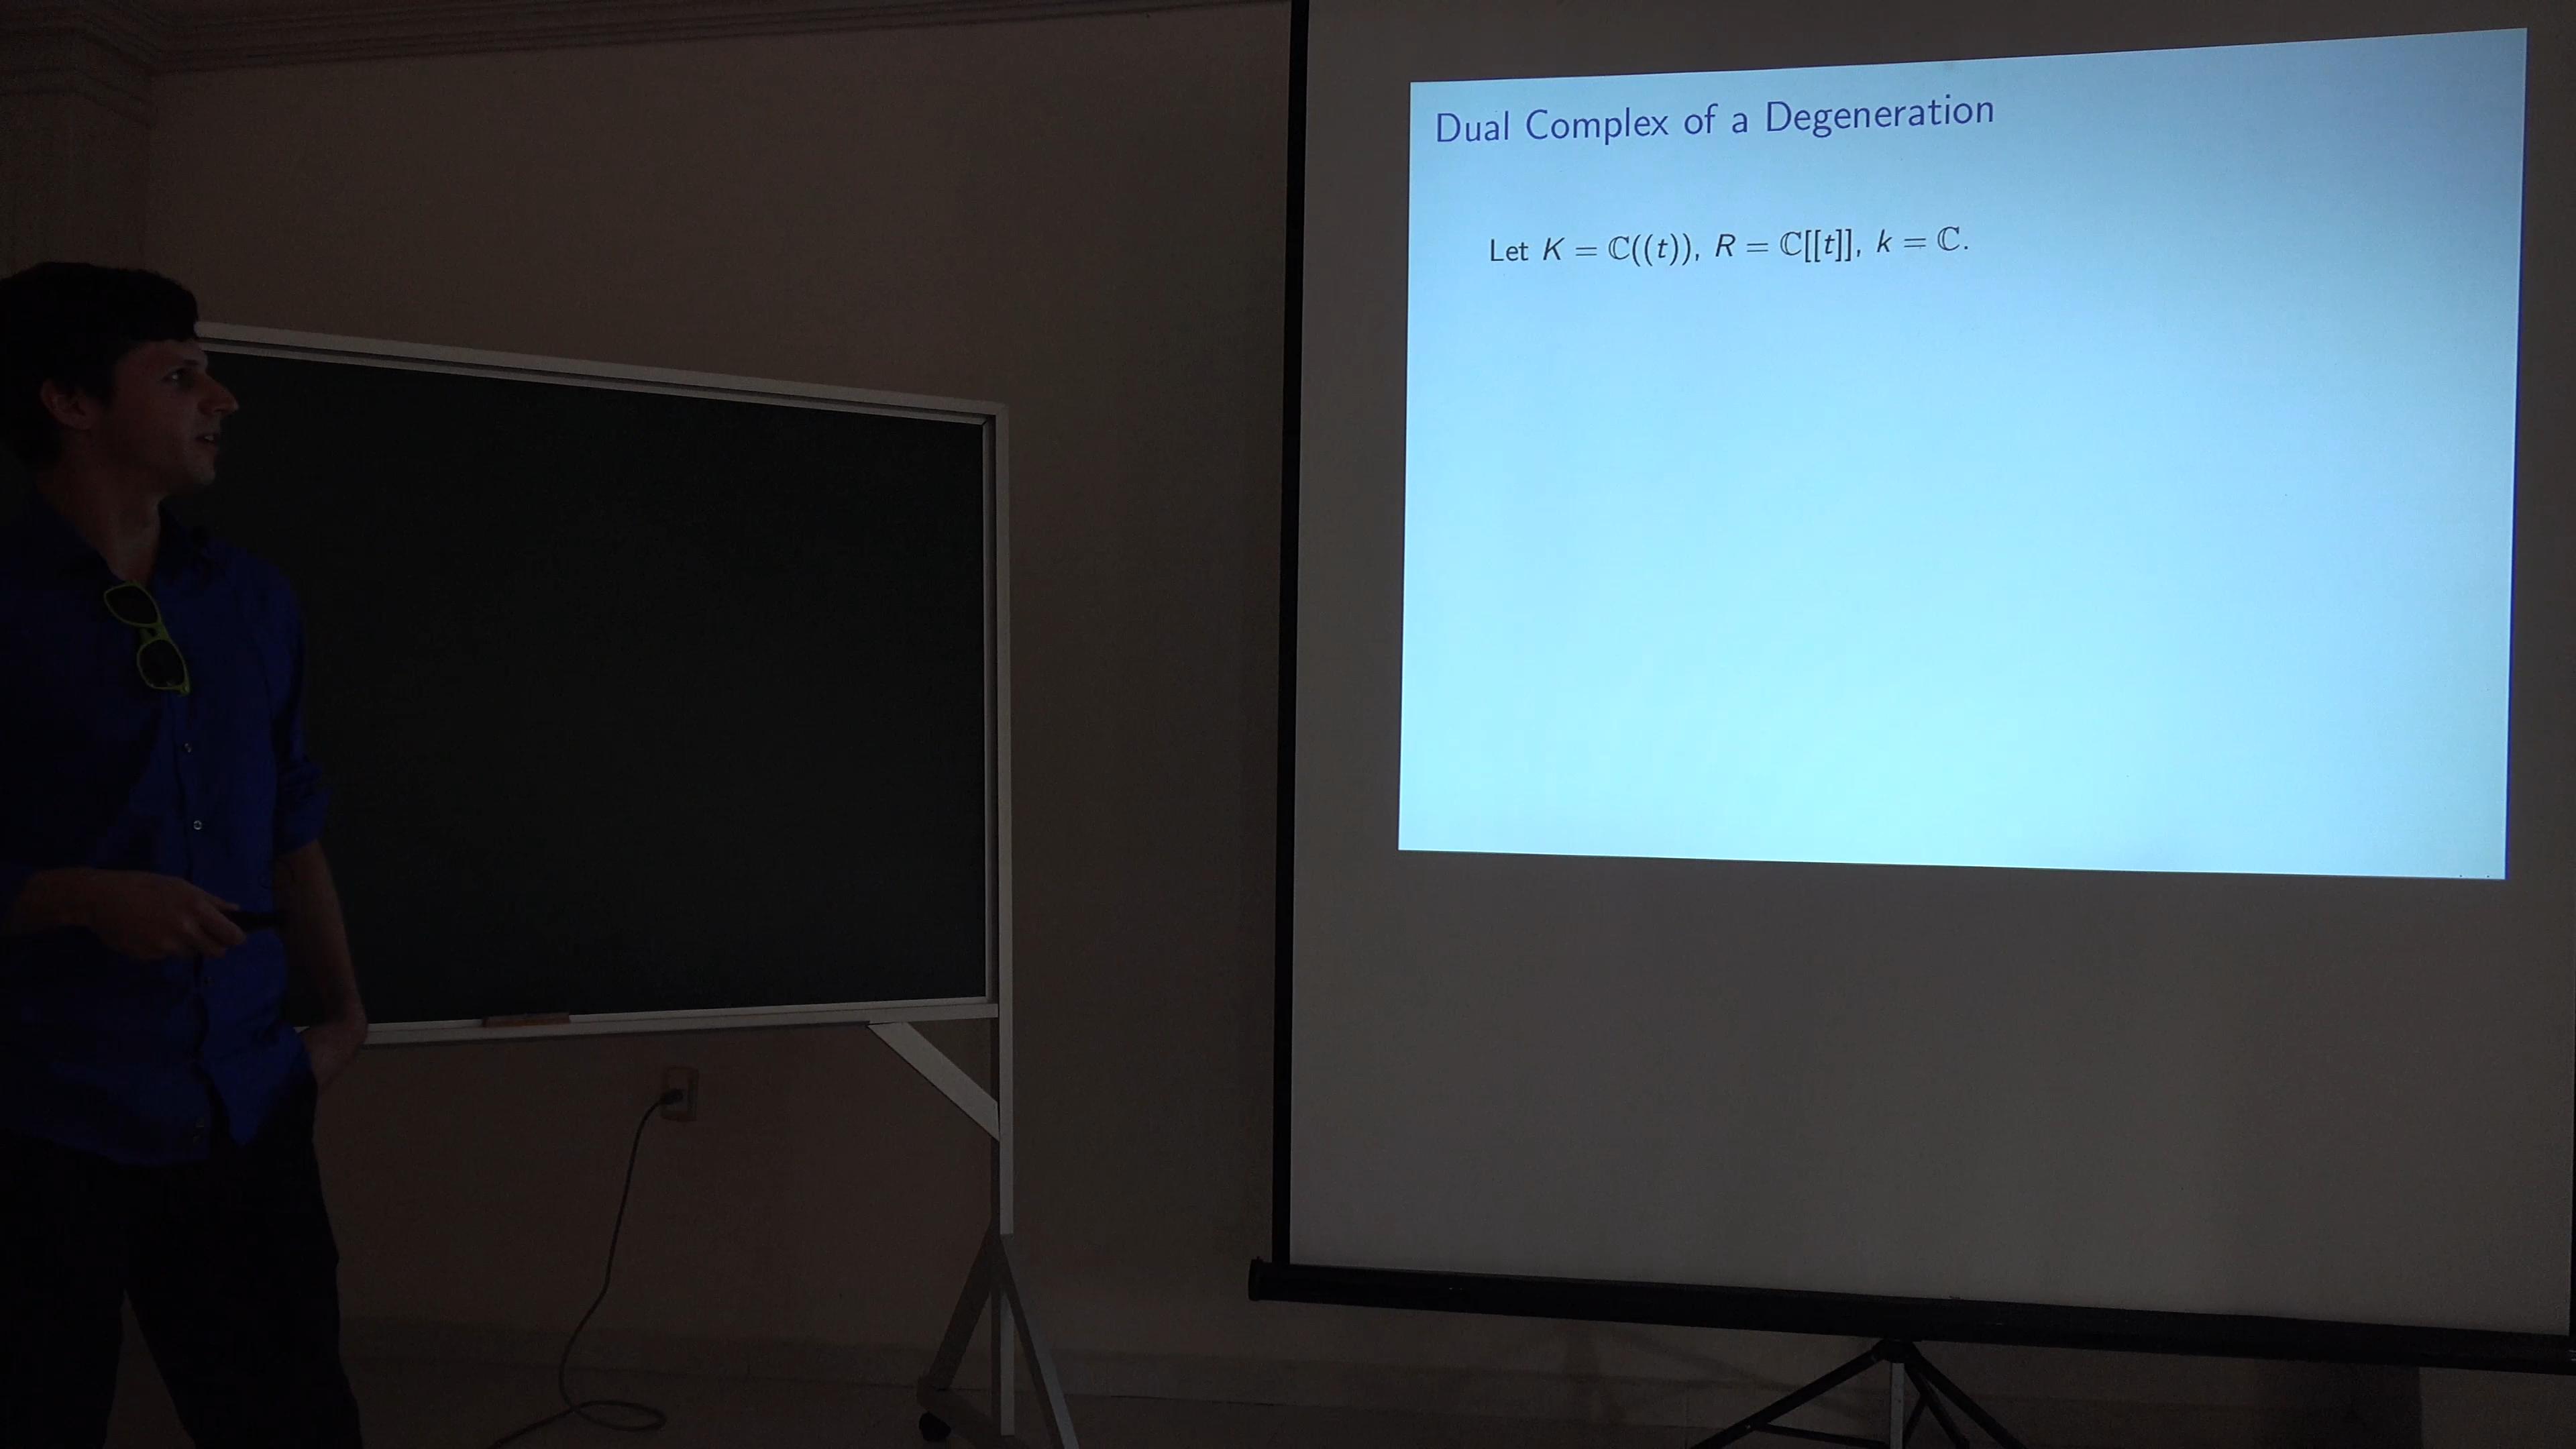 Dual Complex of a Degeneration
Let K = ℂ((t)), R = ℂ[[t]], k = ℂ.